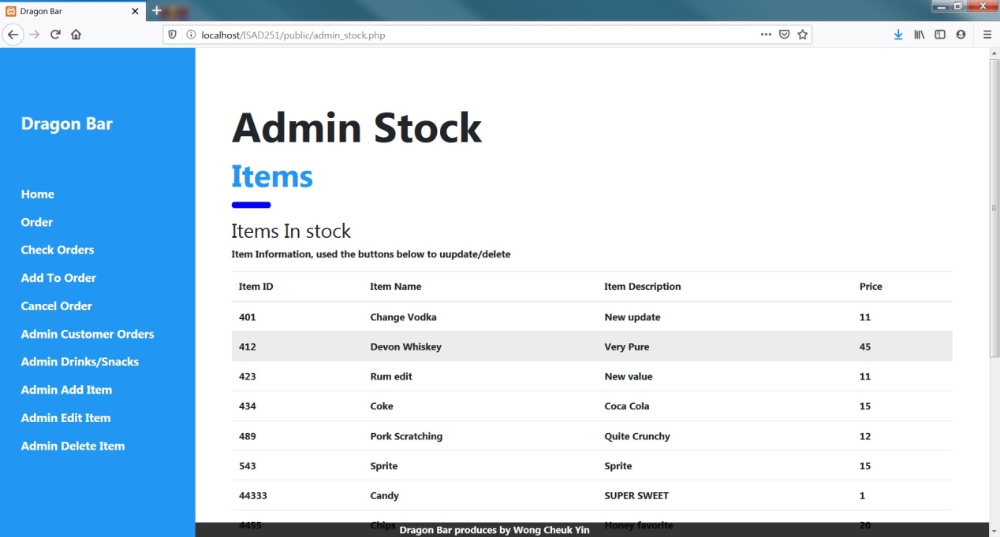 Dragon Bar
localhost/ISAD251/public/admin_stock.php
Dragon Bar
Home
Order
Check Orders
Add To Order
Cancel Order
Admin Customer Orders
Admin Drinks/Snacks
Admin Add Item
Admin Edit Item
Admin Delete Item
Admin Stock
Items
Items In stock
Item Information, used the buttons below to uupdate/delete
Item ID Item Name Item Description Price
401 Change Vodka New update 11
412 Devon Whiskey Very Pure 45
423 Rum edit New value 11
434 Coke Coca Cola 15
489 Pork Scratching Quite Crunchy 12
543 Sprite Sprite 15
44333 Candy SUPER SWEET 1
4455 Chips Honey favorite 20
Dragon Bar produces by Wong Cheuk Yin